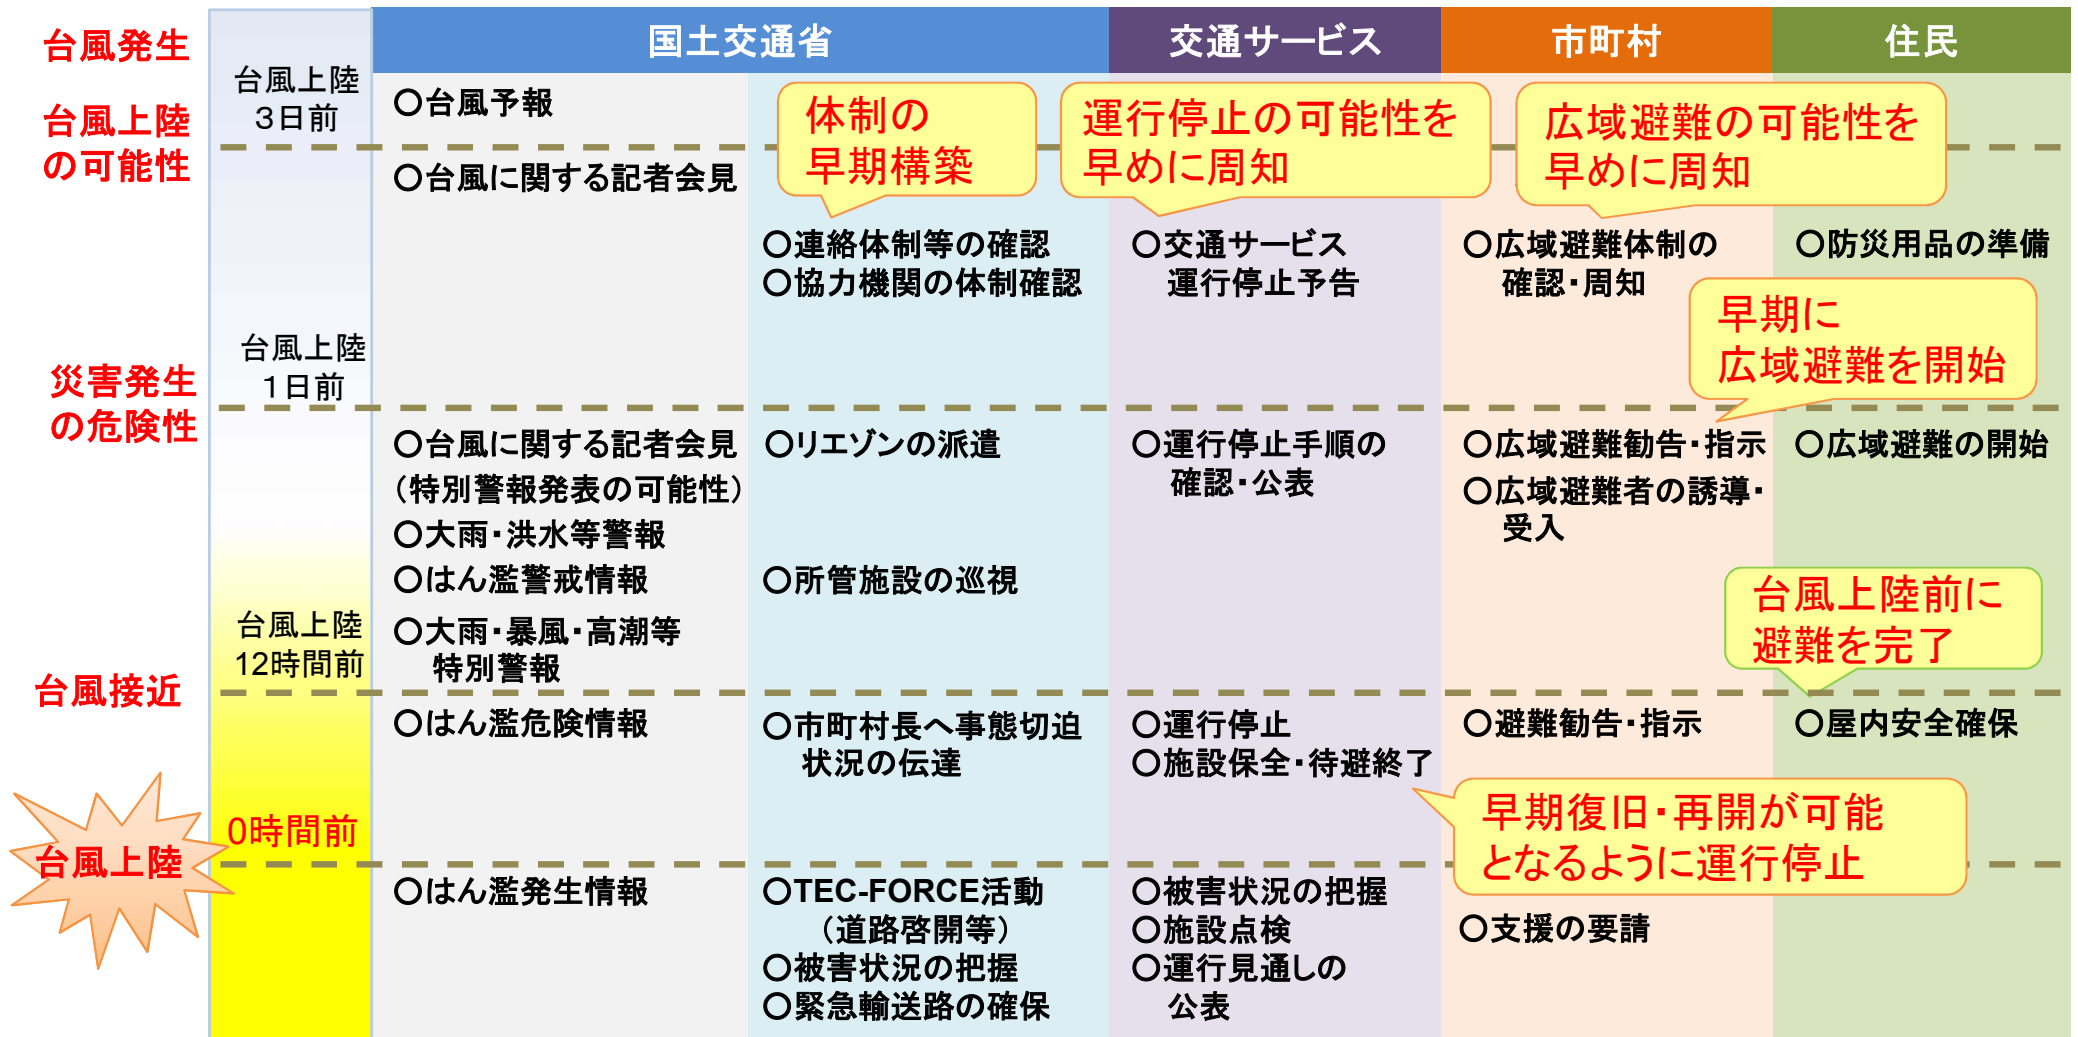 国土交通省
交通サービス
市町村
住民
台風発生
台風上陸
の可能性
災害発生
の危険性
台風接近
台風上陸
台風上陸
3日前
台風上陸
1日前
台風上陸
12時間前
0時間前
○台風予報
○台風に関する記者会見
○台風に関する記者会見
(特別警報発表の可能性)
○大雨・洪水等警報
○はん濫警戒情報
○大雨・暴風・高潮等
特別警報
○はん濫危険情報
○はん濫発生情報
体制の
早期構築
○連絡体制等の確認
○協力機関の体制確認
○リエゾンの派遣
○所管施設の巡視
○市町村長へ事態切迫
状況の伝達
○TEC-FORCE活動
(道路啓開等)
○被害状況の把握
○緊急輸送路の確保
運行停止の可能性を
早めに周知
○交通サービス
運行停止予告
○運行停止手順の
確認・公表
○運行停止
○施設保全・待避終了
○被害状況の把握
○施設点検
○運行見通しの
公表
広域避難の可能性を
早めに周知
○広域避難体制の
確認・周知
早期に
広域避難を開始
○広域避難勧告・指示
○広域避難者の誘導・
受入
○避難勧告・指示
早期復旧・再開が可能
となるように運行停止
○支援の要請
○防災用品の準備
○広域避難の開始
台風上陸前に
避難を完了
○屋内安全確保